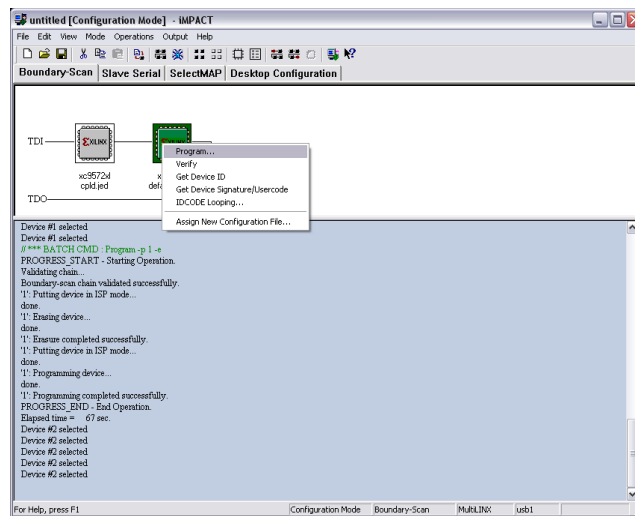 untitled [Configuration Mode] - iMPACT
File Edit View Mode Operations Output Help
Boundary-Scan Slave Serial SelectMAP Desktop Configuration
TDI
XILINX
Program...
Verify
xc9572xl
Get Device ID
cpld.jed
Get Device Signature/Usercode
TDO
IDCODE Looping...
Assign New Configuration File...
Device #1 selected
Device #1 selected
// *** BATCH CMD : Program -p 1 -e
PROGRESS_START - Starting Operation.
Validating chain...
Boundary-scan chain validated successfully.
'1': Putting device in ISP mode...
done.
'1': Erasing device...
done.
'1': Erasure completed successfully.
'1': Putting device in ISP mode...
done.
'1': Programming device...
done.
'1': Programming completed successfully.
PROGRESS_END - End Operation.
Elapsed time = 67 sec.
Device #2 selected
Device #2 selected
Device #2 selected
Device #2 selected
Device #2 selected
For Help, press F1 Configuration Mode Boundary-Scan MultiLINX usb1